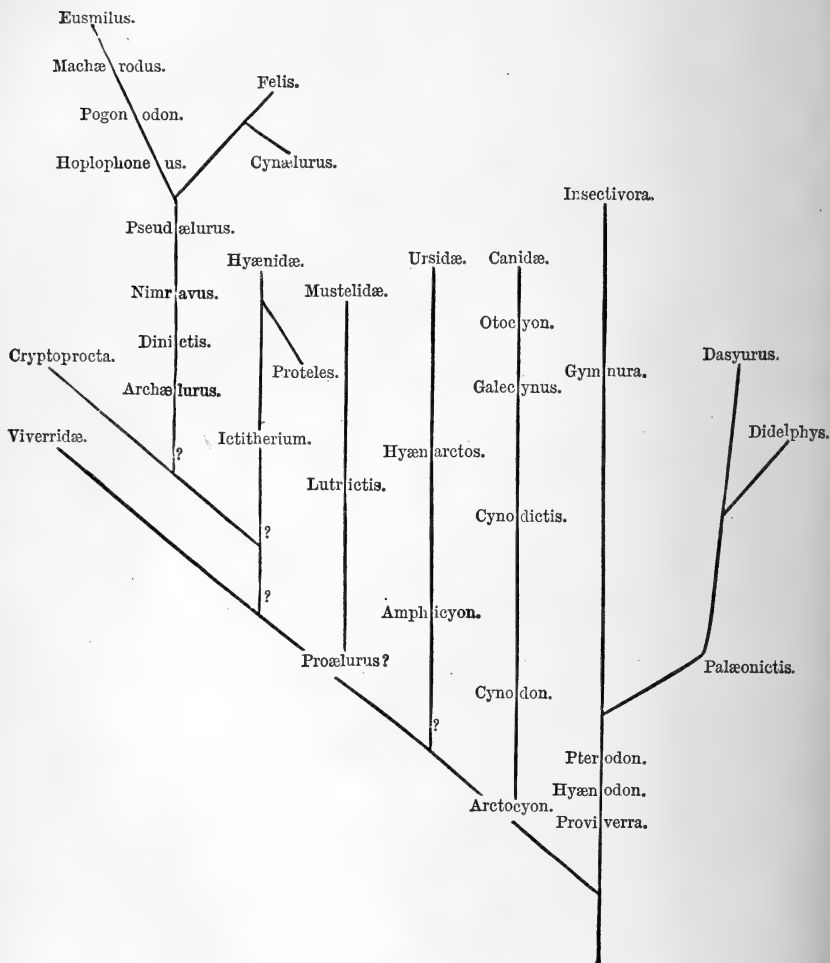 Eusmilus.
Machærodus.
Felis.
Pogonodon.
Hoplophoneus.
Cynælurus.
Insectivora.
Pseudælurus.
Hyænidæ.
Ursidæ.
Canidæ.
Nimravus.
Mustelidæ.
Otocyon.
Dinictis.
Cryptoprocta.
Dasyurus.
Proteles.
Gymnura.
Archælurus.
Galecynus.
Viverridæ.
Ictitherium.
Didelphys.
?
Hyænarctos.
Lutrictis.
Cynodictis.
?
?
Amphicyon.
Proælurus?
Palæonictis.
Cynodon.
?
Pterodon.
Hyænodon.
Arctocyon.
Proviverra.